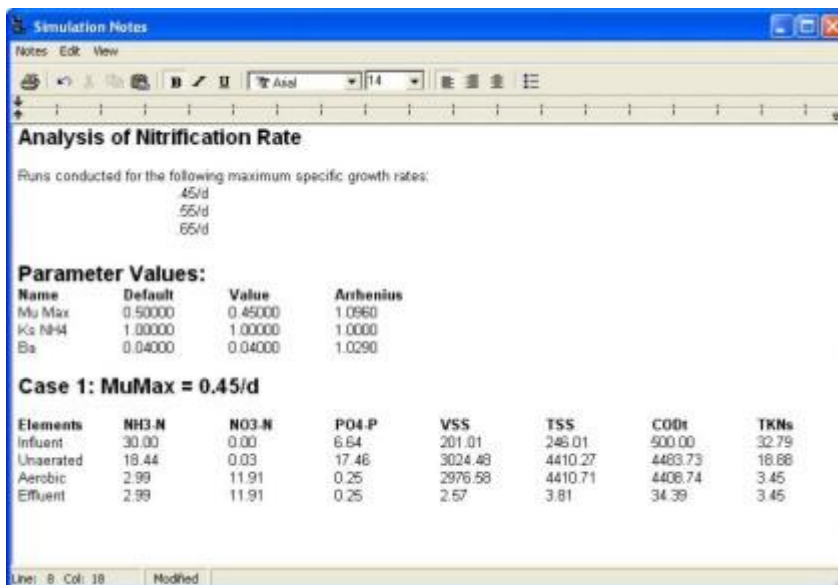 Simulation Notes
Notes Edit View
B I U Arial 14
Analysis of Nitrification Rate
Runs conducted for the following maximum specific growth rates:
.45/d
.55/d
.65/d
Parameter Values:
Name Default Value Arrhenius
Mu Max 0.50000 0.45000 1.0960
Ks NH4 1.00000 1.00000 1.0000
Ba 0.04000 0.04000 1.0290
Case 1: MuMax = 0.45/d
Elements NH3-N NO3-N PO4-P VSS TSS CODt TKNs
Influent 30.00 0.00 6.64 201.01 246.01 500.00 32.79
Unaerated 18.44 0.03 17.46 3024.48 4410.27 4483.73 18.88
Aerobic 2.99 11.91 0.25 2976.58 4410.71 4408.74 3.45
Effluent 2.99 11.91 0.25 2.57 3.81 34.39 3.45
Line: 8 Col: 18 Modified